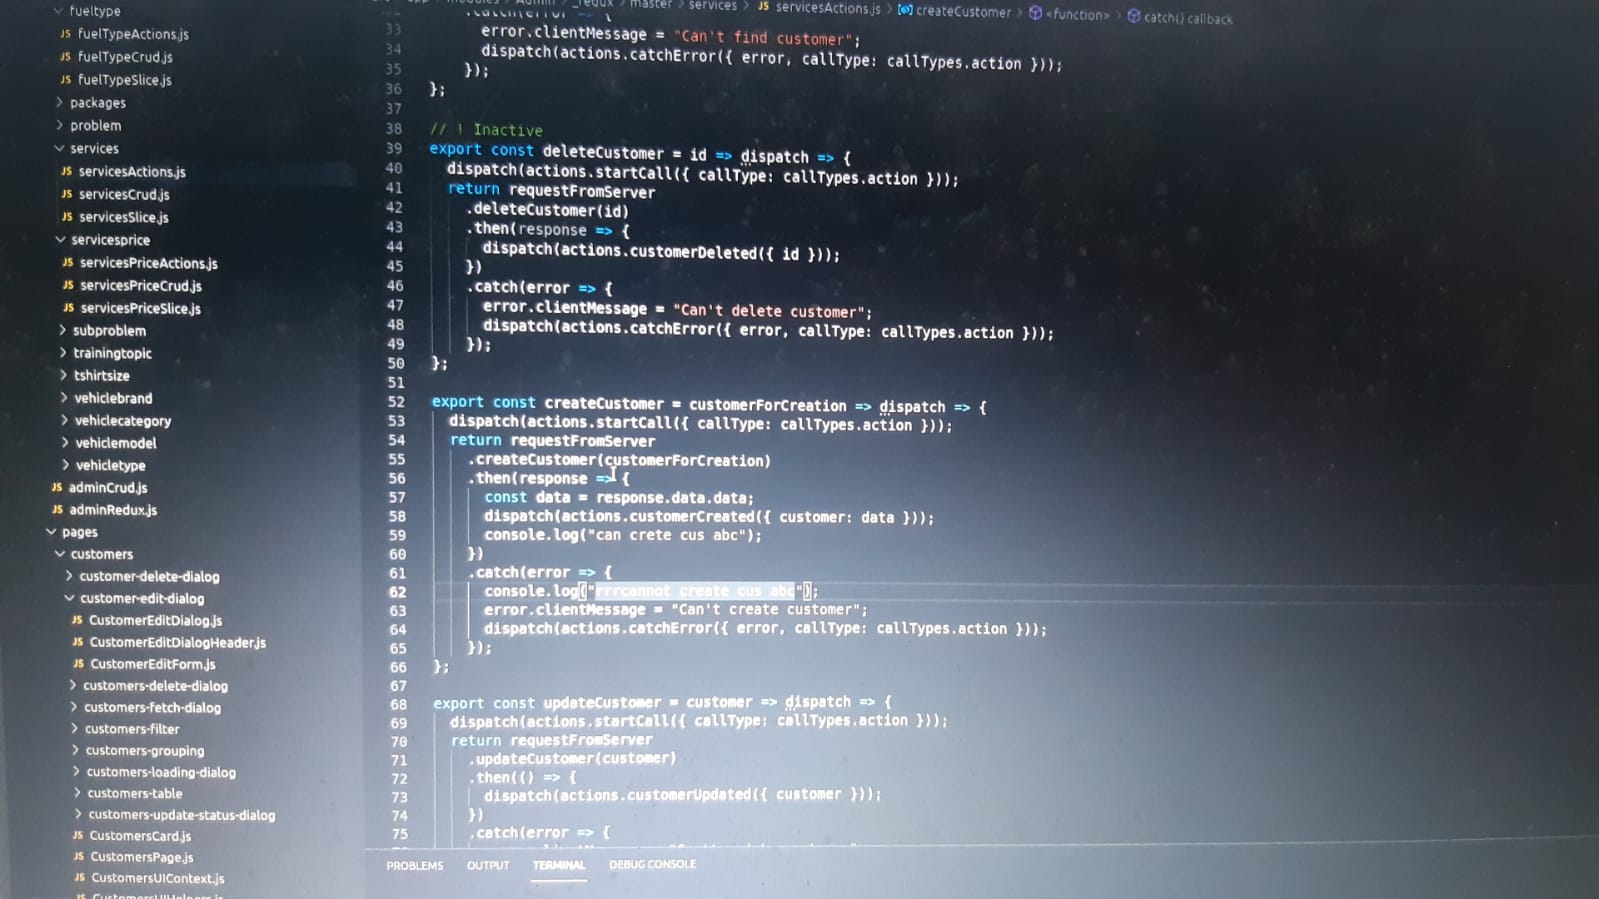 fueltype
JS fuelTypeActions.js
JS fuelTypeCrud.js
JS fuelTypeSlice.js
> packages
> problem
services
JS servicesActions.js
JS servicesCrud.js
JS servicesSlice.js
servicesprice
JS servicesPriceActions.js
JS servicesPriceCrud.js
JS servicesPriceSlice.js
> subproblem
> trainingtopic
> tshirtsize
> vehiclebrand
> vehiclecategory
> vehiclemodel
> vehicletype
JS adminCrud.js
JS adminRedux.js
pages
customers
> customer-delete-dialog
customer-edit-dialog
JS CustomerEditDialog.js
JS CustomerEditDialogHeader.js
JS CustomerEditForm.js
> customers-delete-dialog
> customers-fetch-dialog
> customers-filter
> customers-grouping
> customers-loading-dialog
> customers-table
> customers-update-status-dialog
JS CustomersCard.js
JS CustomersPage.js
JS CustomersUIContext.js
master > services > JS servicesActions.js > createCustomer > <function> > catch() callback
33 error.clientMessage = "Can't find customer";
34 dispatch(actions.catchError({ error, callType: callTypes.action }));
35 });
36 };
37
38 // ! Inactive
39 export const deleteCustomer = id => dispatch => {
40 dispatch(actions.startCall({ callType: callTypes.action }));
41 return requestFromServer
42 .deleteCustomer(id)
43 .then(response => {
44 dispatch(actions.customerDeleted({ id }));
45 })
46 .catch(error => {
47 error.clientMessage = "Can't delete customer";
48 dispatch(actions.catchError({ error, callType: callTypes.action }));
49 });
50 };
51
52 export const createCustomer = customerForCreation => dispatch => {
53 dispatch(actions.startCall({ callType: callTypes.action }));
54 return requestFromServer
55 .createCustomer(customerForCreation)
56 .then(response => {
57 const data = response.data.data;
58 dispatch(actions.customerCreated({ customer: data }));
59 console.log("can crete cus abc");
60 })
61 .catch(error => {
62 console.log("rrrcannot create cus abc");
63 error.clientMessage = "Can't create customer";
64 dispatch(actions.catchError({ error, callType: callTypes.action }));
65 });
66 };
67
68 export const updateCustomer = customer => dispatch => {
69 dispatch(actions.startCall({ callType: callTypes.action }));
70 return requestFromServer
71 .updateCustomer(customer)
72 .then(() => {
73 dispatch(actions.customerUpdated({ customer }));
74 })
75 .catch(error => {
PROBLEMS OUTPUT TERMINAL DEBUG CONSOLE